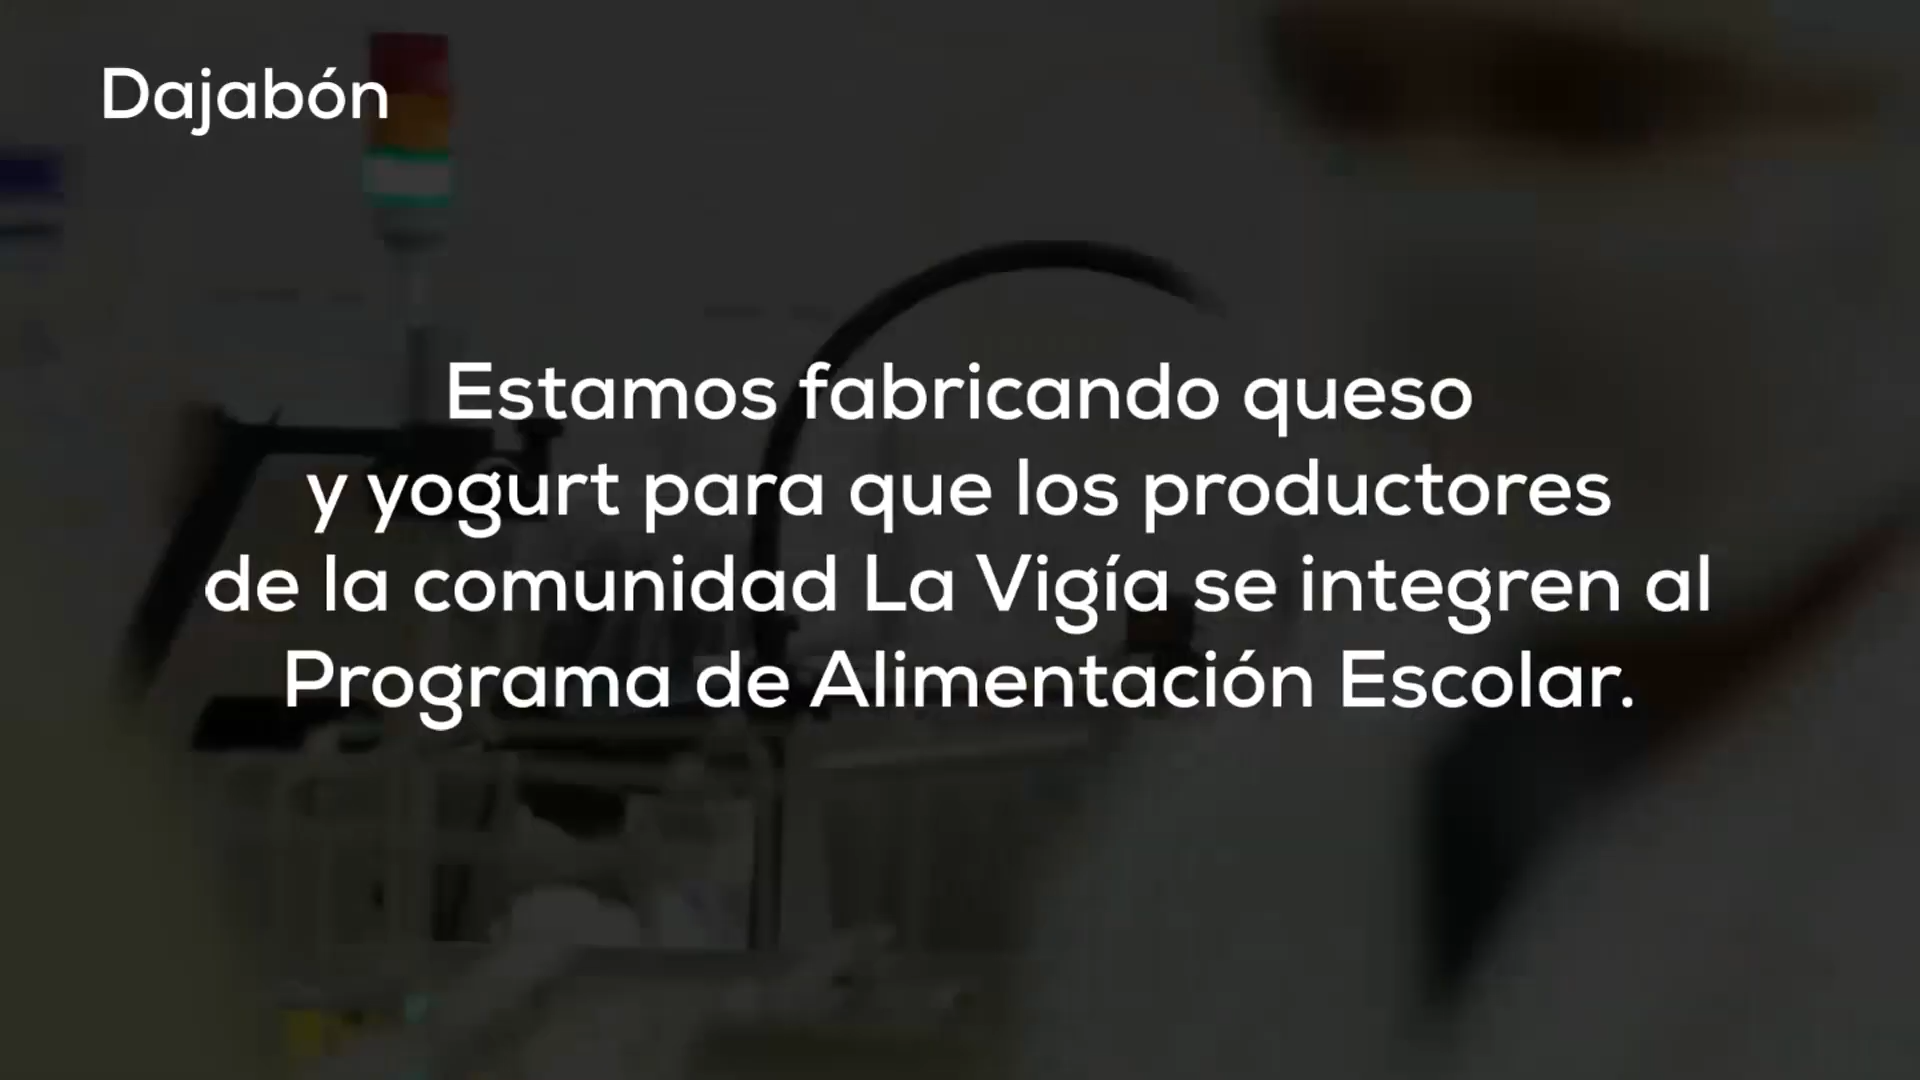 Dajabón
Estamos fabricando queso
y yogurt para que los productores
de la comunidad La Vigía se integren al
Programa de Alimentación Escolar.